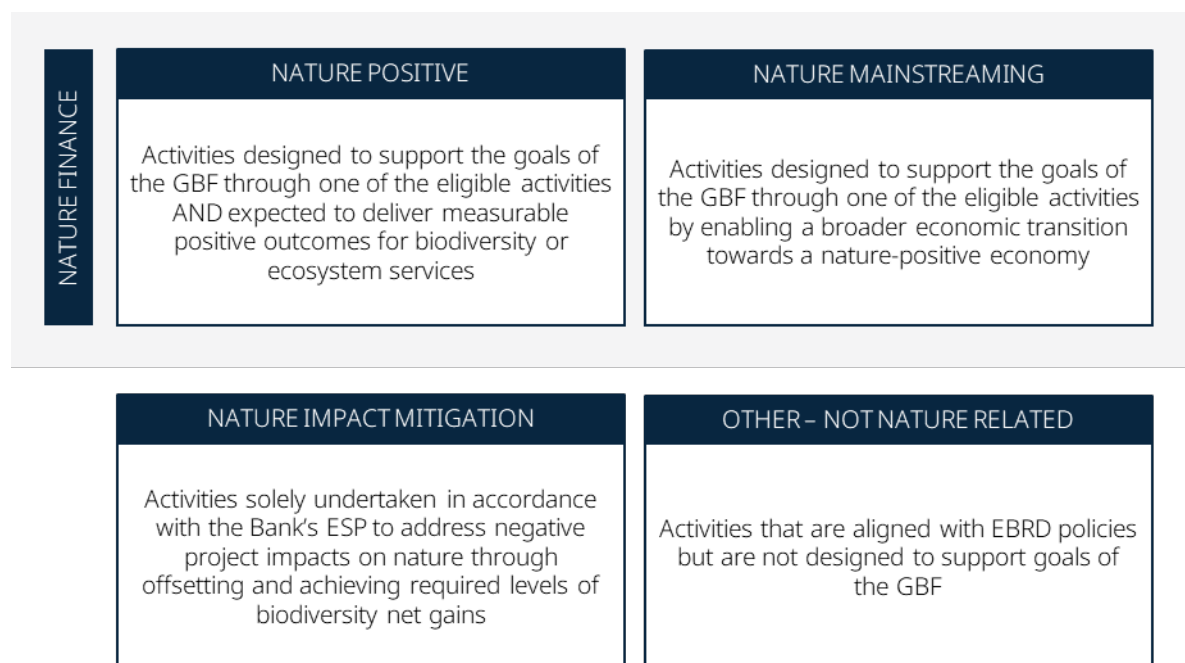 NATURE FINANCE
NATURE POSITIVE
Activities designed to support the goals of
the GBF through one of the eligible activities
AND expected to deliver measurable
positive outcomes for biodiversity or
ecosystem services
NATURE MAINSTREAMING
Activities designed to support the goals of
the GBF through one of the eligible activities
by enabling a broader economic transition
towards a nature-positive economy
NATURE IMPACT MITIGATION
Activities solely undertaken in accordance
with the Bank’s ESP to address negative
project impacts on nature through
offsetting and achieving required levels of
biodiversity net gains
OTHER – NOT NATURE RELATED
Activities that are aligned with EBRD policies
but are not designed to support goals of
the GBF